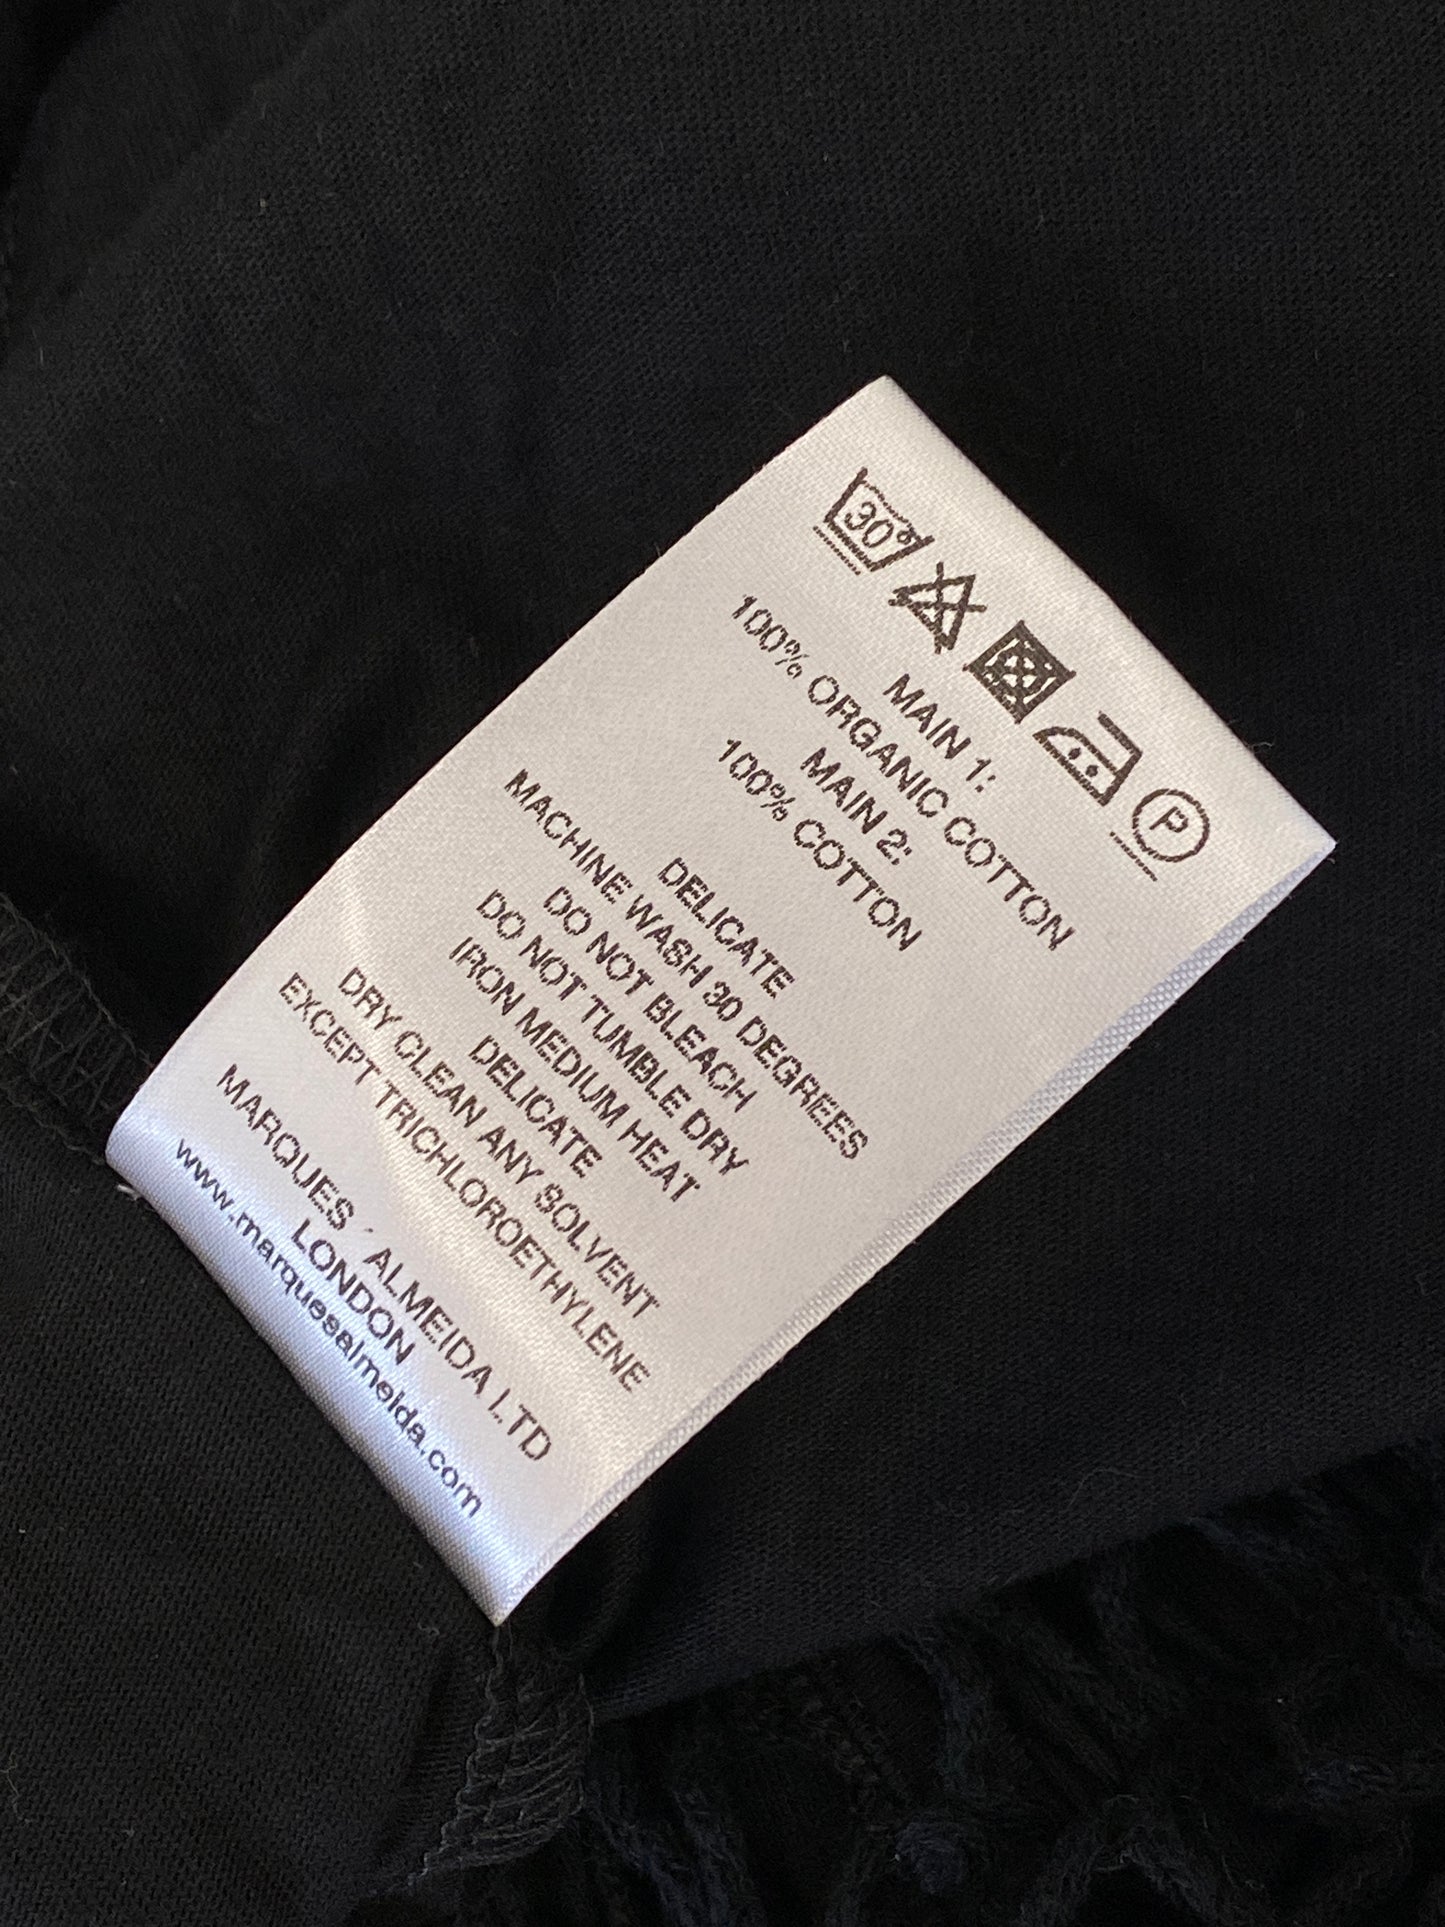 30°
P
MAIN 1:
100% ORGANIC COTTON
MAIN 2:
100% COTTON
DELICATE
MACHINE WASH 30 DEGREES
DO NOT BLEACH
DO NOT TUMBLE DRY
IRON MEDIUM HEAT
DELICATE
DRY CLEAN ANY SOLVENT
EXCEPT TRICHLOROETHYLENE
MARQUES ´ ALMEIDA LTD
LONDON
www.marquesalmeida.com